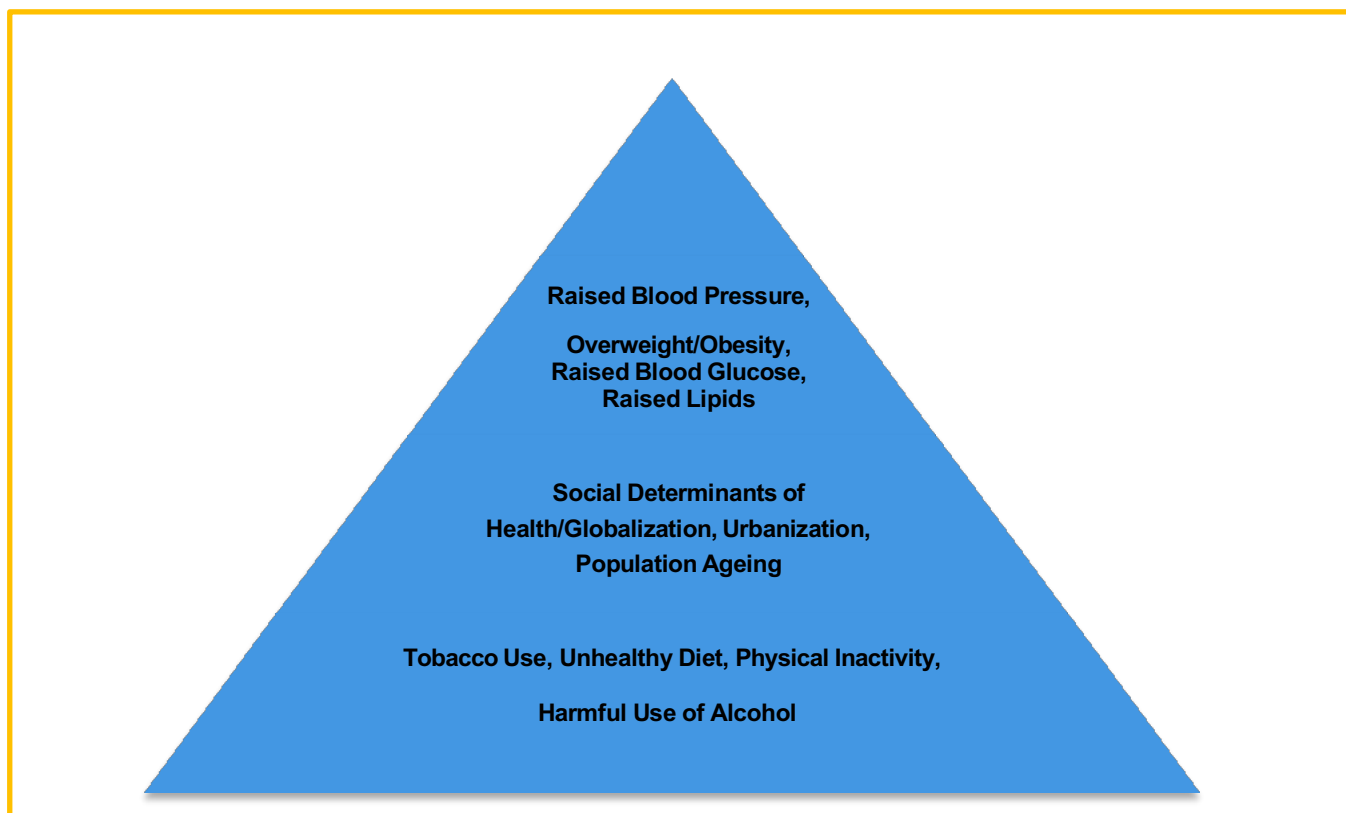 Raised Blood Pressure,
Overweight/Obesity,
Raised Blood Glucose,
Raised Lipids
Social Determinants of
Health/Globalization, Urbanization,
Population Ageing
Tobacco Use, Unhealthy Diet, Physical Inactivity,
Harmful Use of Alcohol